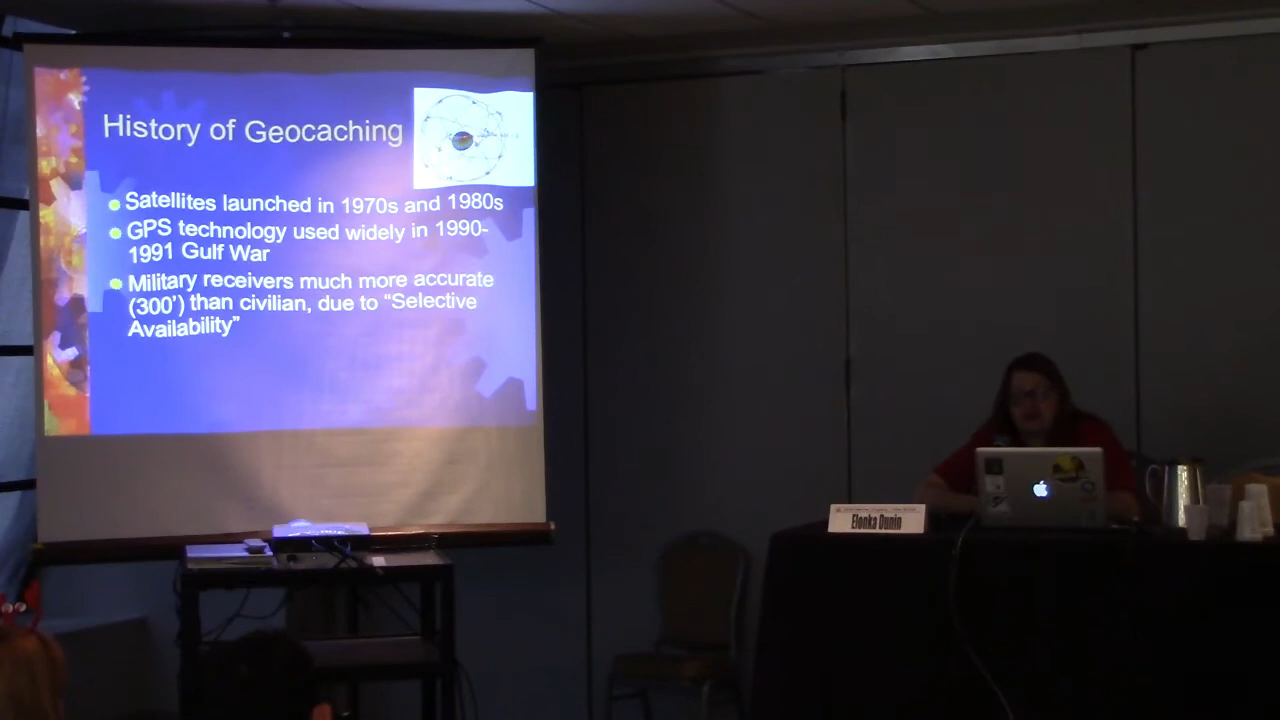 History of Geocaching
Satellites launched in 1970s and 1980s
GPS technology used widely in 1990-
1991 Gulf War
Military receivers much more accurate
(300') than civilian, due to “Selective
Availability”
Elonka Dunin